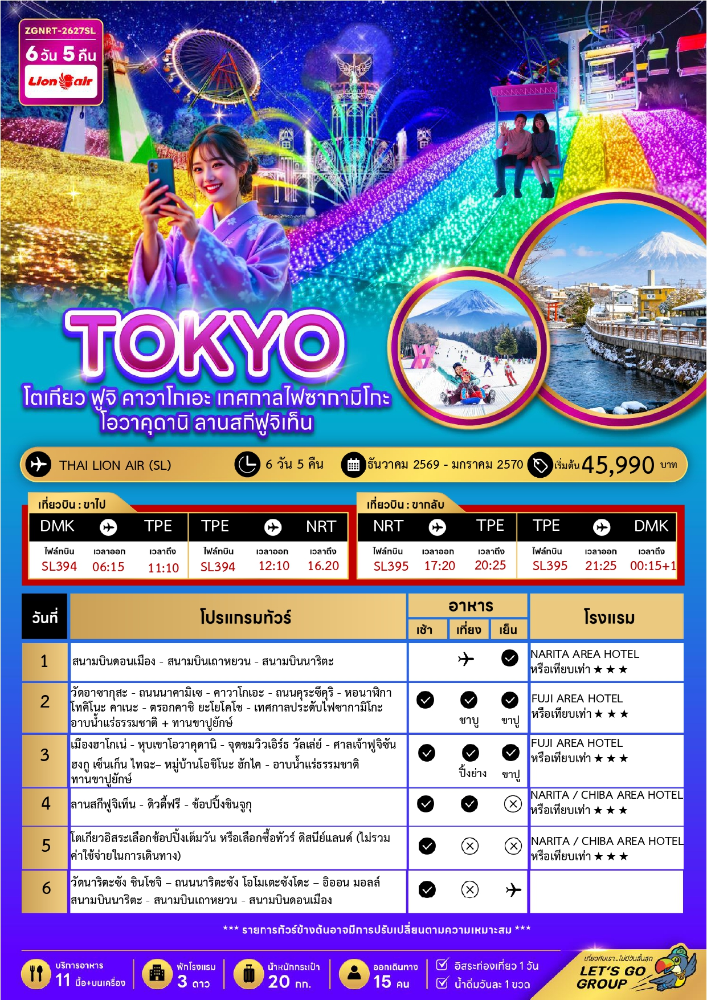 ZGNRT-2627SL
6 วัน 5 คืน
Lion air
13
TOKYO
โตเกียว ฟูจิ คาวาโกเอะ เทศกาลไฟซากามิโกะ
โอวาคุดานิ ลานสกีฟูจิเท็น
THAI LION AIR (SL) 6 วัน 5 คืน ธันวาคม 2569 - มกราคม 2570 เริ่มต้น 45,990 บาท
เที่ยวบิน : ขาไป
DMK TPE TPE NRT
ไฟล์ทบิน เวลาออก เวลาถึง ไฟล์ทบิน เวลาออก เวลาถึง
SL394 06:15 11:10 SL394 12:10 16.20
เที่ยวบิน : ขากลับ
NRT TPE TPE DMK
ไฟล์ทบิน เวลาออก เวลาถึง ไฟล์ทบิน เวลาออก เวลาถึง
SL395 17:20 20:25 SL395 21:25 00:15+1
วันที่ โปรแกรมทัวร์ อาหาร โรงแรม
เช้า เที่ยง เย็น
1 สนามบินดอนเมือง - สนามบินเถาหยวน - สนามบินนาริตะ
NARITA AREA HOTEL
หรือเทียบเท่า ★ ★ ★
2
วัดอาซากุสะ - ถนนนาคามิเซ - คาวาโกเอะ - ถนนคุระซึคุริ - หอนาฬิกา
โทคิโนะ คาเนะ - ตรอกคาชิ ยะโยโคโช - เทศกาลประดับไฟซากามิโกะ
อาบน้ำแร่ธรรมชาติ + ทานขาปูยักษ์
ชาบู ขาปู
FUJI AREA HOTEL
หรือเทียบเท่า ★ ★ ★
3
เมืองฮาโกเน่ - หุบเขาโอวาคุดานิ - จุดชมวิวเอิร์ธ วัลเล่ย์ - ศาลเจ้าฟูจิซัน
ฮงกู เซ็นเก็น ไทฉะ– หมู่บ้านโอชิโนะ ฮักไค - อาบน้ำแร่ธรรมชาติ
ทานขาปูยักษ์
ปิ้งย่าง ขาปู
FUJI AREA HOTEL
หรือเทียบเท่า ★ ★ ★
4 ลานสกีฟูจิเท็น - ดิวตี้ฟรี - ช้อปปิ้งชินจูกุ
NARITA / CHIBA AREA HOTEL
หรือเทียบเท่า ★ ★ ★
5
โตเกียวอิสระเลือกช้อปปิ้งเต็มวัน หรือเลือกซื้อทัวร์ ดิสนีย์แลนด์ (ไม่รวม
ค่าใช้จ่ายในการเดินทาง)
NARITA / CHIBA AREA HOTEL
หรือเทียบเท่า ★ ★ ★
6
วัดนาริตะซัง ชินโชจิ – ถนนนาริตะซัง โอโมเตะซังโดะ – อิออน มอลล์
สนามบินนาริตะ - สนามบินเถาหยวน - สนามบินดอนเมือง
*** รายการทัวร์ข้างต้นอาจมีการปรับเปลี่ยนตามความเหมาะสม ***
บริการอาหาร
11 มื้อ+บนเครื่อง
พักโรงแรม
3 ดาว
น้ำหนักกระเป๋า
20 กก.
ออกเดินทาง
15 คน
อิสระท่องเที่ยว 1 วัน
น้ำดื่มวันละ 1 ขวด
เที่ยวกับเรา...ไม่มีวันสิ้นสุด
LET'S GO
GROUP